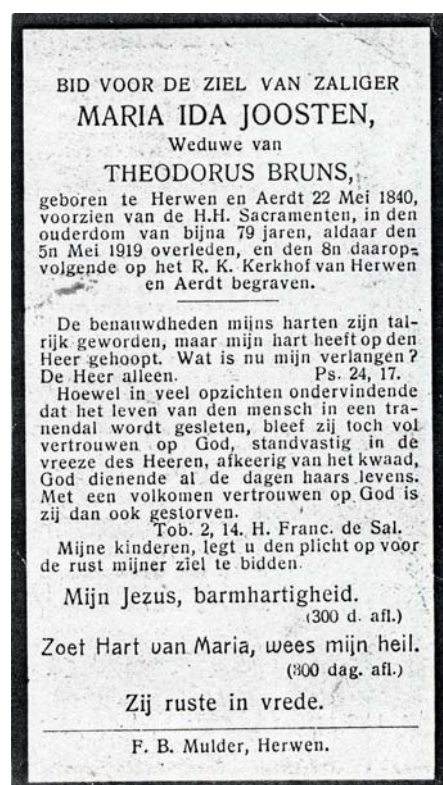 BID VOOR DE ZIEL VAN ZALIGER
MARIA IDA JOOSTEN,
Weduwe van
THEODORUS BRUNS,
geboren te Herwen en Aerdt 22 Mei 1840,
voorzien van de H.H. Sacramenten, in den
ouderdom van bijna 79 jaren, aldaar den
5n Mei 1919 overleden, en den 8n daarop-
volgende op het R. K. Kerkhof van Herwen
en Aerdt begraven.
De benauwdheden mijns harten zijn tal-
rijk geworden, maar mijn hart heeft op den
Heer gehoopt. Wat is nu mijn verlangen?
De Heer alleen. Ps. 24, 17.
Hoewel in veel opzichten ondervindende
dat het leven van den mensch in een tra-
nendal wordt gesleten, bleef zij toch vol
vertrouwen op God, standvastig in de
vreeze des Heeren, afkeerig van het kwaad,
God dienende al de dagen haars levens.
Met een volkomen vertrouwen op God is
zij dan ook gestorven.
Tob. 2, 14. H. Franc. de Sal.
Mijne kinderen, legt u den plicht op voor
de rust mijner ziel te bidden.
Mijn Jezus, barmhartigheid.
(300 d. afl.)
Zoet Hart van Maria, wees mijn heil.
(300 dag. afl.)
Zij ruste in vrede.
F. B. Mulder, Herwen.